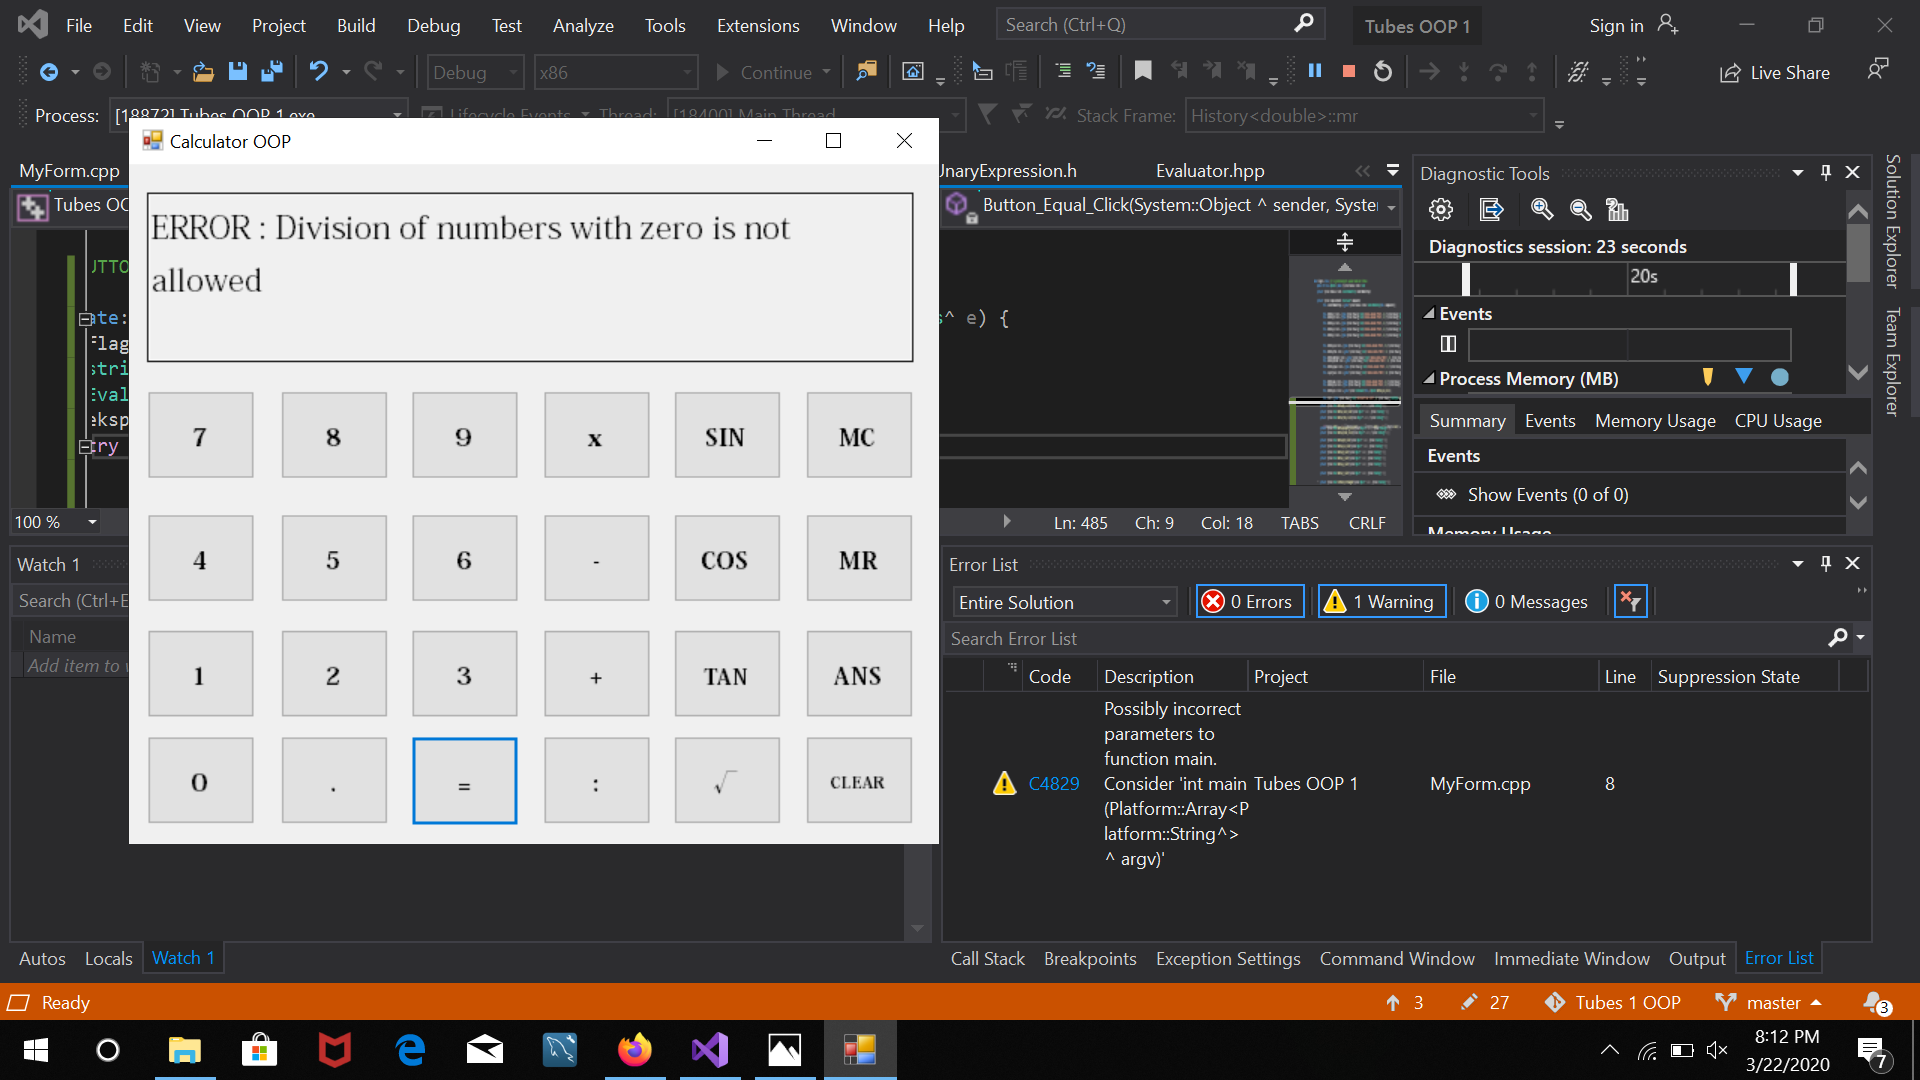 File Edit View Project Build Debug Test Analyze Tools Extensions Window Help Search (Ctrl+Q) Tubes OOP 1 Sign in
Debug x86 Continue Live Share
Process: [18872] Tubes OOP 1.exe Lifecycle Events Thread: [18400] Main Thread Stack Frame: History<double>::mr
Calculator OOP
MyForm.cpp UnaryExpression.h Evaluator.hpp
Tubes OO Button_Equal_Click(System::Object ^ sender, System
ERROR : Division of numbers with zero is not
allowed
UTTO
ate: s^ e) {
Flag
stri
Eval
eksp
try
7 8 9 x SIN MC
4 5 6 - COS MR
1 2 3 + TAN ANS
0 . = : √ CLEAR
100 % Ln: 485 Ch: 9 Col: 18 TABS CRLF
Diagnostic Tools
Diagnostics session: 23 seconds
20s
Events
Process Memory (MB)
Summary Events Memory Usage CPU Usage
Events
Show Events (0 of 0)
Memory Usage
Solution Explorer
Team Explorer
Watch 1
Search (Ctrl+E
Name
Add item to
Error List
Entire Solution 0 Errors 1 Warning 0 Messages
Search Error List
Code Description Project File Line Suppression State
Possibly incorrect
parameters to
function main.
C4829 Consider 'int main Tubes OOP 1 MyForm.cpp 8
(Platform::Array<P
latform::String^>
^ argv)'
Autos Locals Watch 1
Call Stack Breakpoints Exception Settings Command Window Immediate Window Output Error List
Ready 3 27 Tubes 1 OOP master 3
8:12 PM
3/22/2020
7